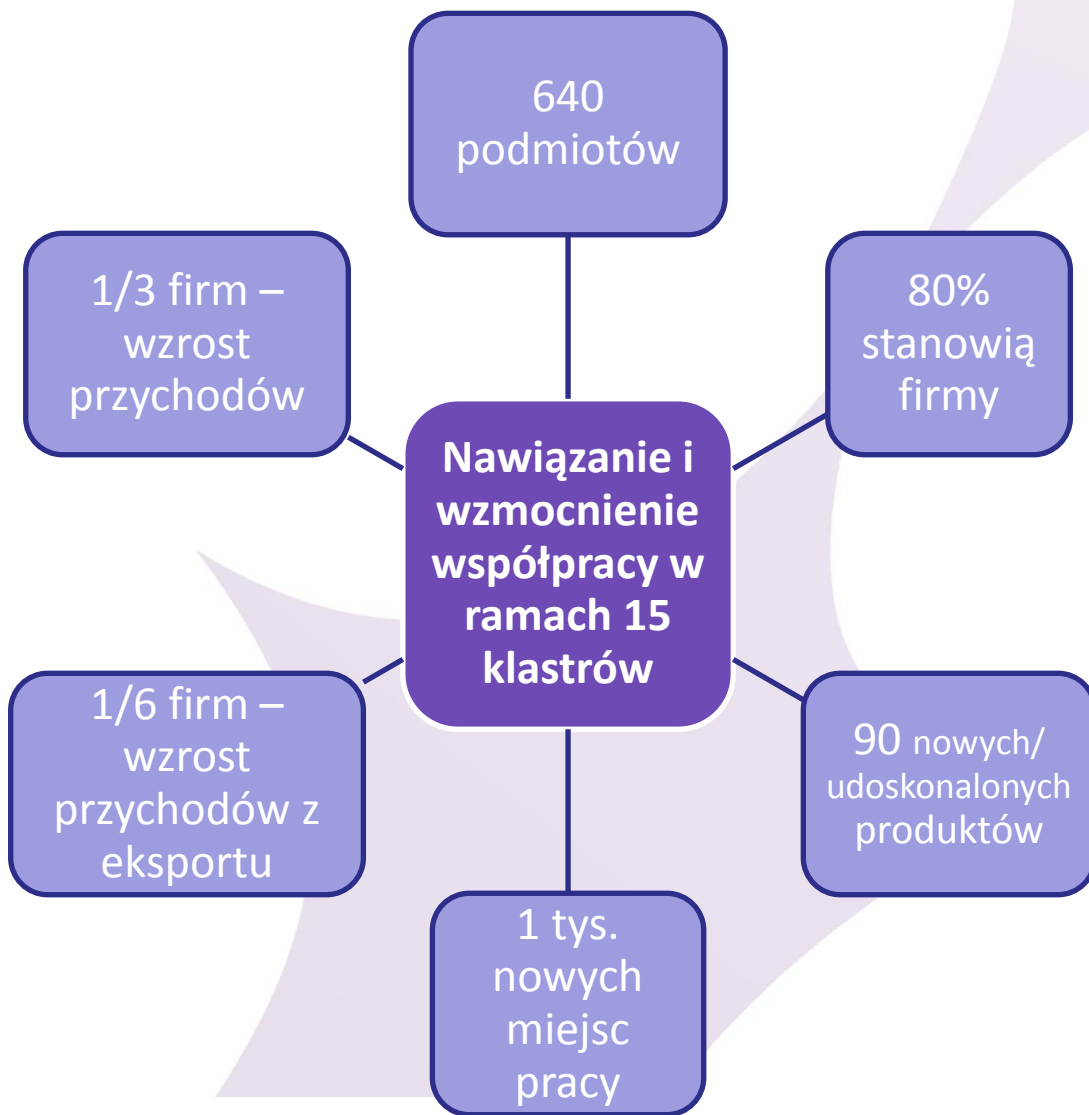 640
podmiotów
1/3 firm –
wzrost
przychodów
80%
stanowią
firmy
Nawiązanie i
wzmocnienie
współpracy w
ramach 15
klastrów
1/6 firm –
wzrost
przychodów z
eksportu
90 nowych/
udoskonalonych
produktów
1 tys.
nowych
miejsc
pracy